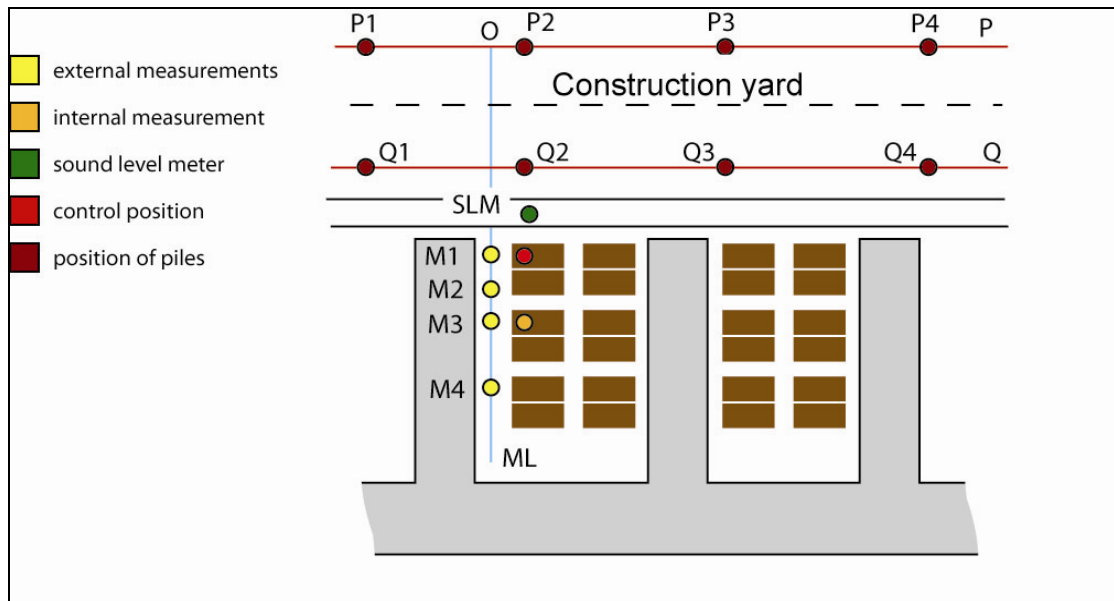 P1 O P2 P3 P4 P
external measurements
Construction yard
internal measurement
Q1 Q2 Q3 Q4 Q
sound level meter
SLM
control position
position of piles
M1
M2
M3
M4
ML